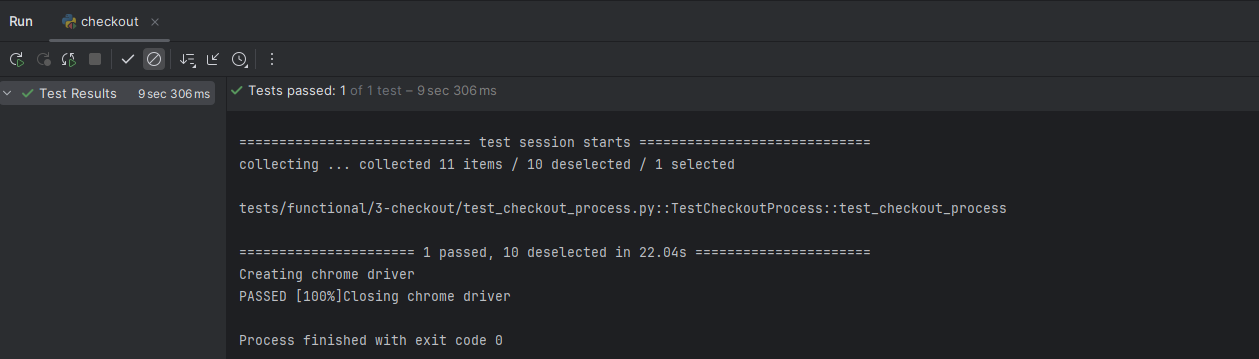 Run checkout
Test Results 9 sec 306 ms
Tests passed: 1 of 1 test – 9 sec 306 ms
============================= test session starts =============================
collecting ... collected 11 items / 10 deselected / 1 selected
tests/functional/3-checkout/test_checkout_process.py::TestCheckoutProcess::test_checkout_process
====================== 1 passed, 10 deselected in 22.04s ======================
Creating chrome driver
PASSED [100%]Closing chrome driver
Process finished with exit code 0